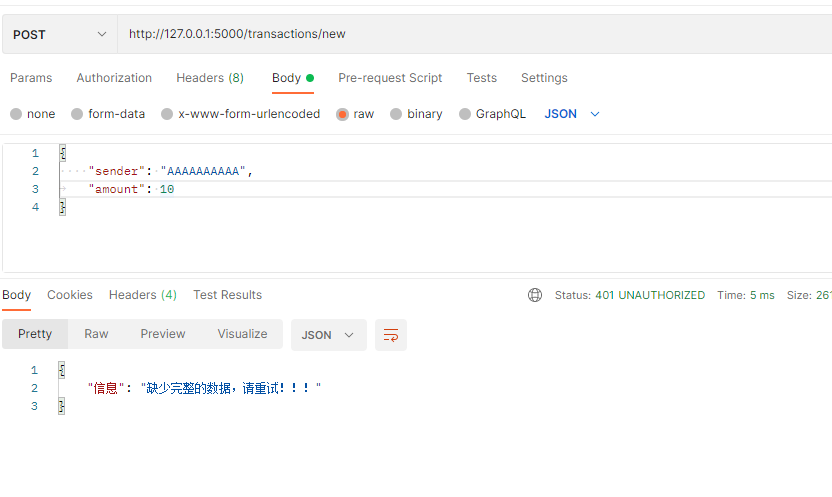 POST http://127.0.0.1:5000/transactions/new
Params Authorization Headers (8) Body Pre-request Script Tests Settings
none form-data x-www-form-urlencoded raw binary GraphQL JSON
1 {
2 "sender": "AAAAAAAAAA",
3 "amount": 10
4 }
Body Cookies Headers (4) Test Results Status: 401 UNAUTHORIZED Time: 5 ms Size: 261
Pretty Raw Preview Visualize JSON
1 {
2 "信息": "缺少完整的数据，请重试！！！"
3 }